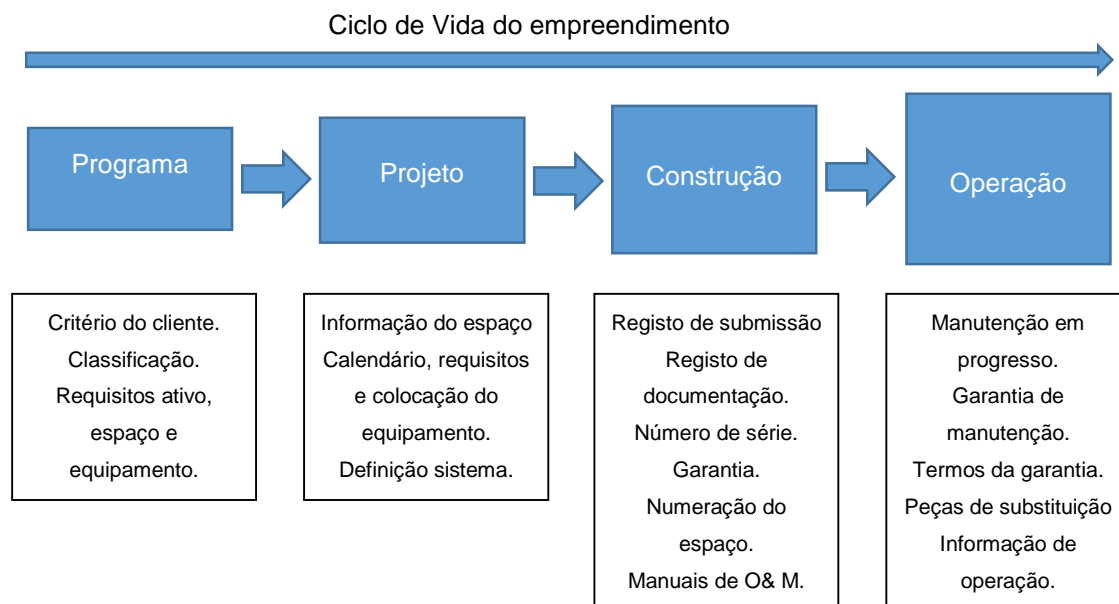 Ciclo de Vida do empreendimento
Programa
Projeto
Construção
Operação
Critério do cliente.
Classificação.
Requisitos ativo,
espaço e
equipamento.
Informação do espaço
Calendário, requisitos
e colocação do
equipamento.
Definição sistema.
Registo de submissão
Registo de
documentação.
Número de série.
Garantia.
Numeração do
espaço.
Manuais de O& M.
Manutenção em
progresso.
Garantia de
manutenção.
Termos da garantia.
Peças de substituição
Informação de
operação.